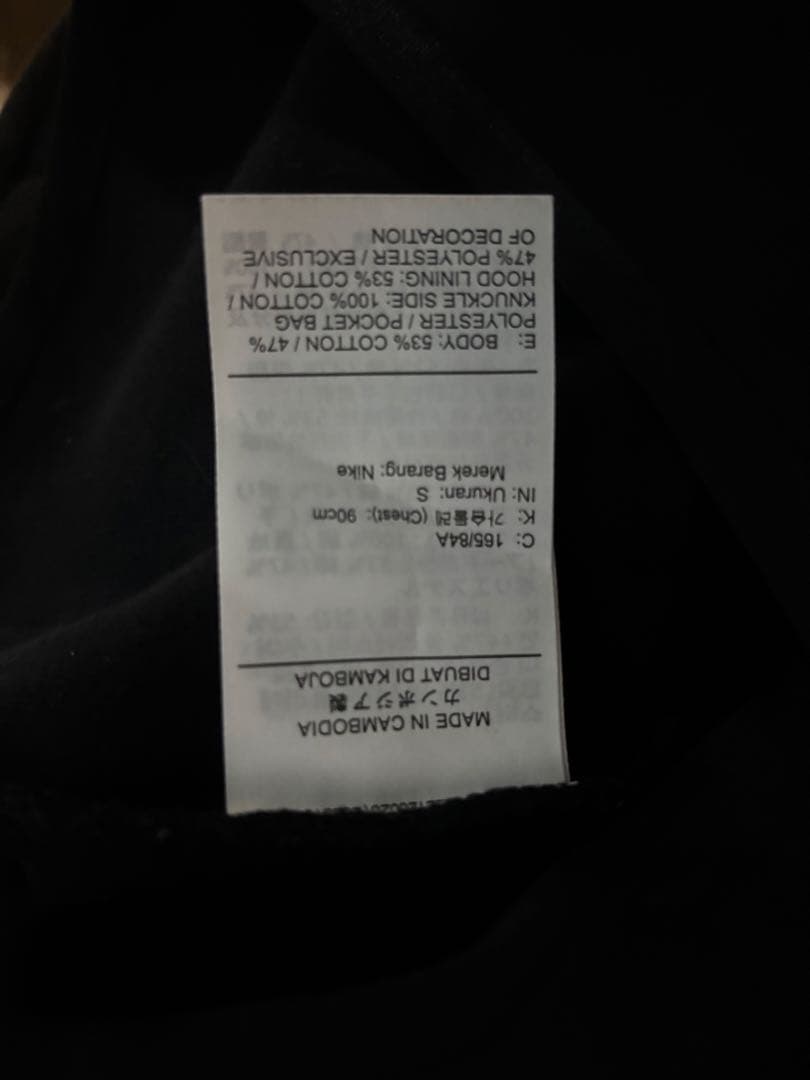 MADE IN CAMBODIA
カンボジア製
DIBUAT DI KAMBOJA
C: 165/84A
K: 가슴둘레 (Chest): 90cm
IN: Ukuran: S
Merek Barang: Nike
E: BODY: 53% COTTON / 47%
POLYESTER / POCKET BAG
KNUCKLE SIDE: 100% COTTON /
HOOD LINING: 53% COTTON /
47% POLYESTER / EXCLUSIVE
OF DECORATION